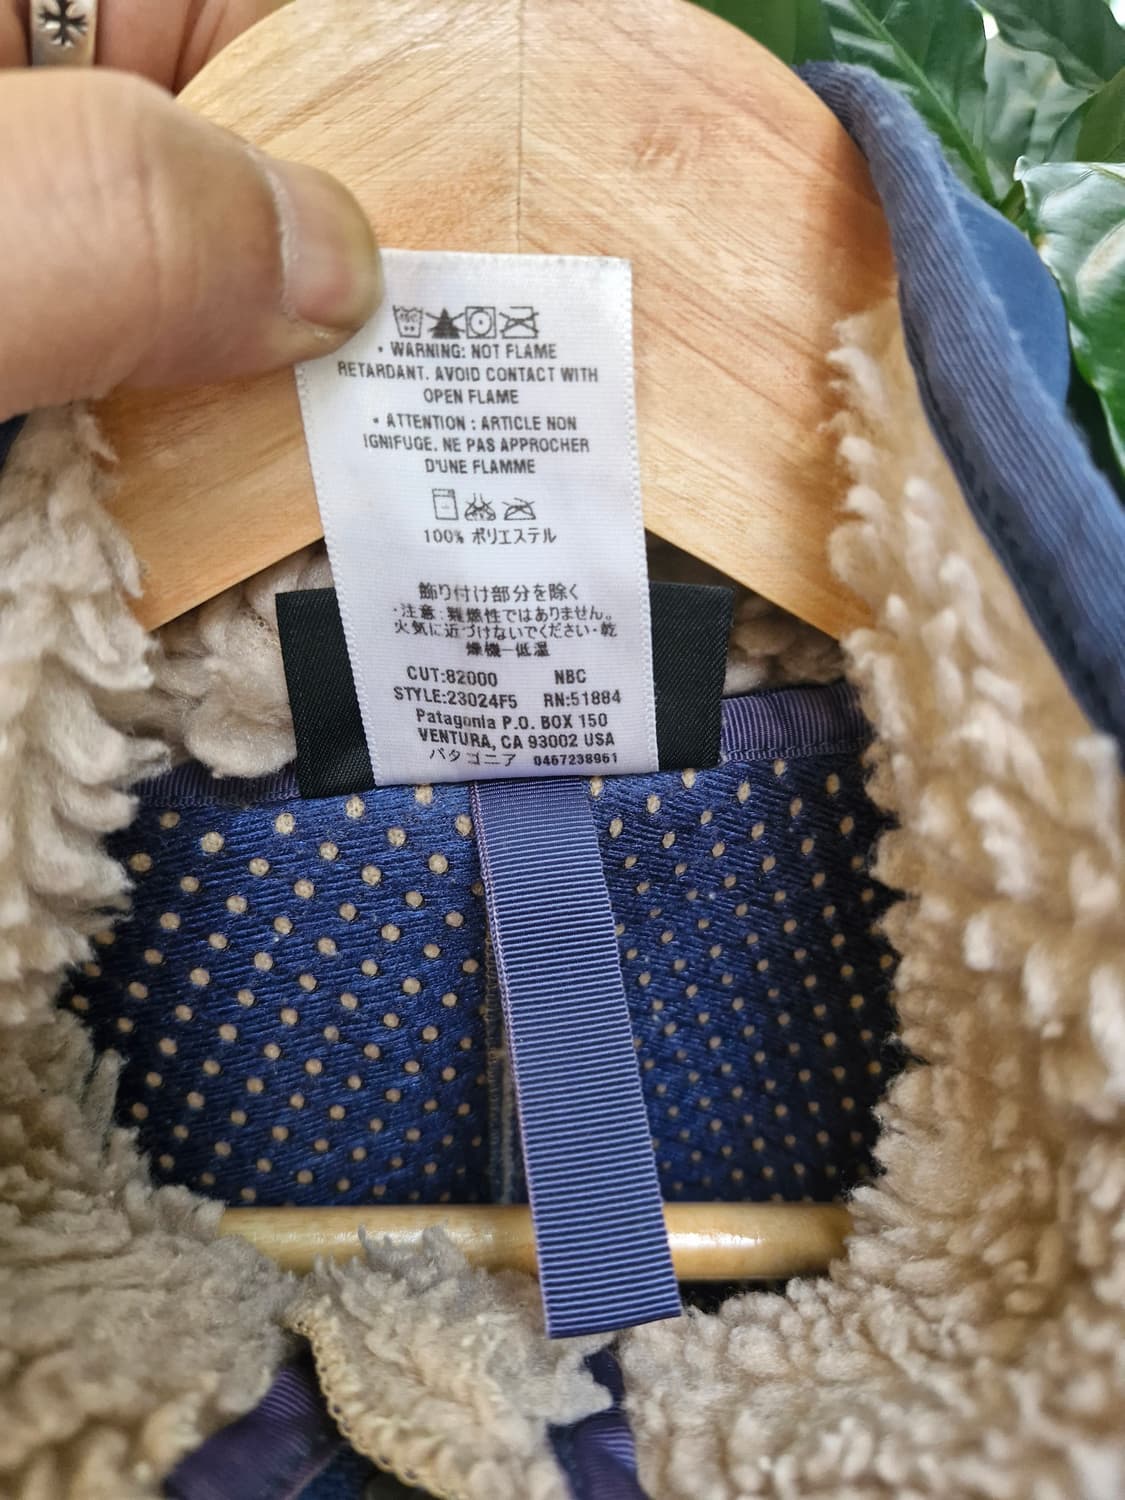 • WARNING: NOT FLAME
RETARDANT. AVOID CONTACT WITH
OPEN FLAME
• ATTENTION : ARTICLE NON
IGNIFUGE. NE PAS APPROCHER
D'UNE FLAMME
100% ポリエステル
飾り付け部分を除く
・注意：難燃性ではありません。
火気に近づけないでください・乾
燥機―低温
CUT:82000 NBC
STYLE:23024F5 RN:51884
Patagonia P.O. BOX 150
VENTURA, CA 93002 USA
パタゴニア 0467238961